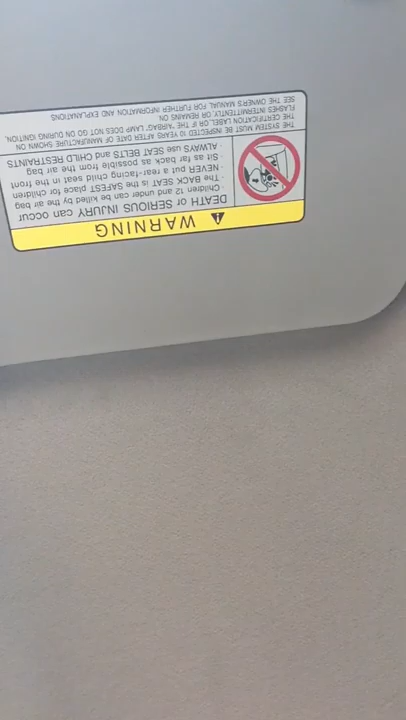 WARNING
DEATH or SERIOUS INJURY can occur
· Children 12 and under can be killed by the air bag
· The BACK SEAT is the SAFEST place for children
· NEVER put a rear-facing child seat in the front
· Sit as far back as possible from the air bag
· ALWAYS use SEAT BELTS and CHILD RESTRAINTS
THE SYSTEM MUST BE INSPECTED 10 YEARS AFTER DATE OF MANUFACTURE AS SHOWN ON
THE CERTIFICATION LABEL OR IF THE "AIRBAG" LAMP DOES NOT GO ON DURING IGNITION,
FLASHES INTERMITTENTLY, OR REMAINS ON.
SEE THE OWNERS MANUAL FOR FURTHER INFORMATION AND EXPLANATIONS